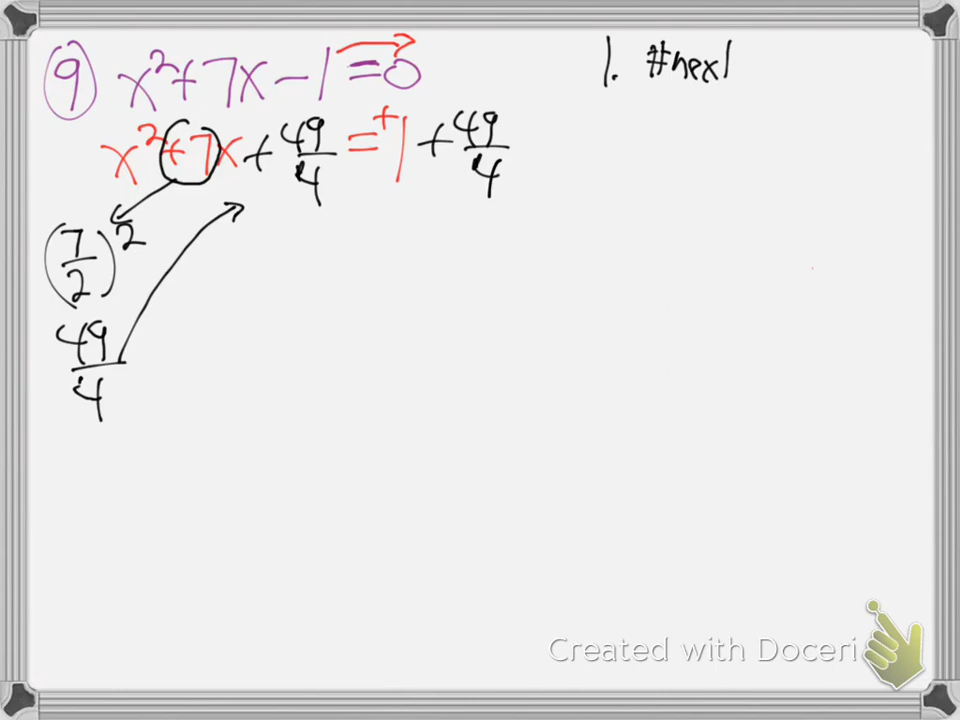 9 x²+7x-1=0
1. #nex
x²+7x+49/4=+1+49/4
(7/2)²
49/4
Created with Doceri